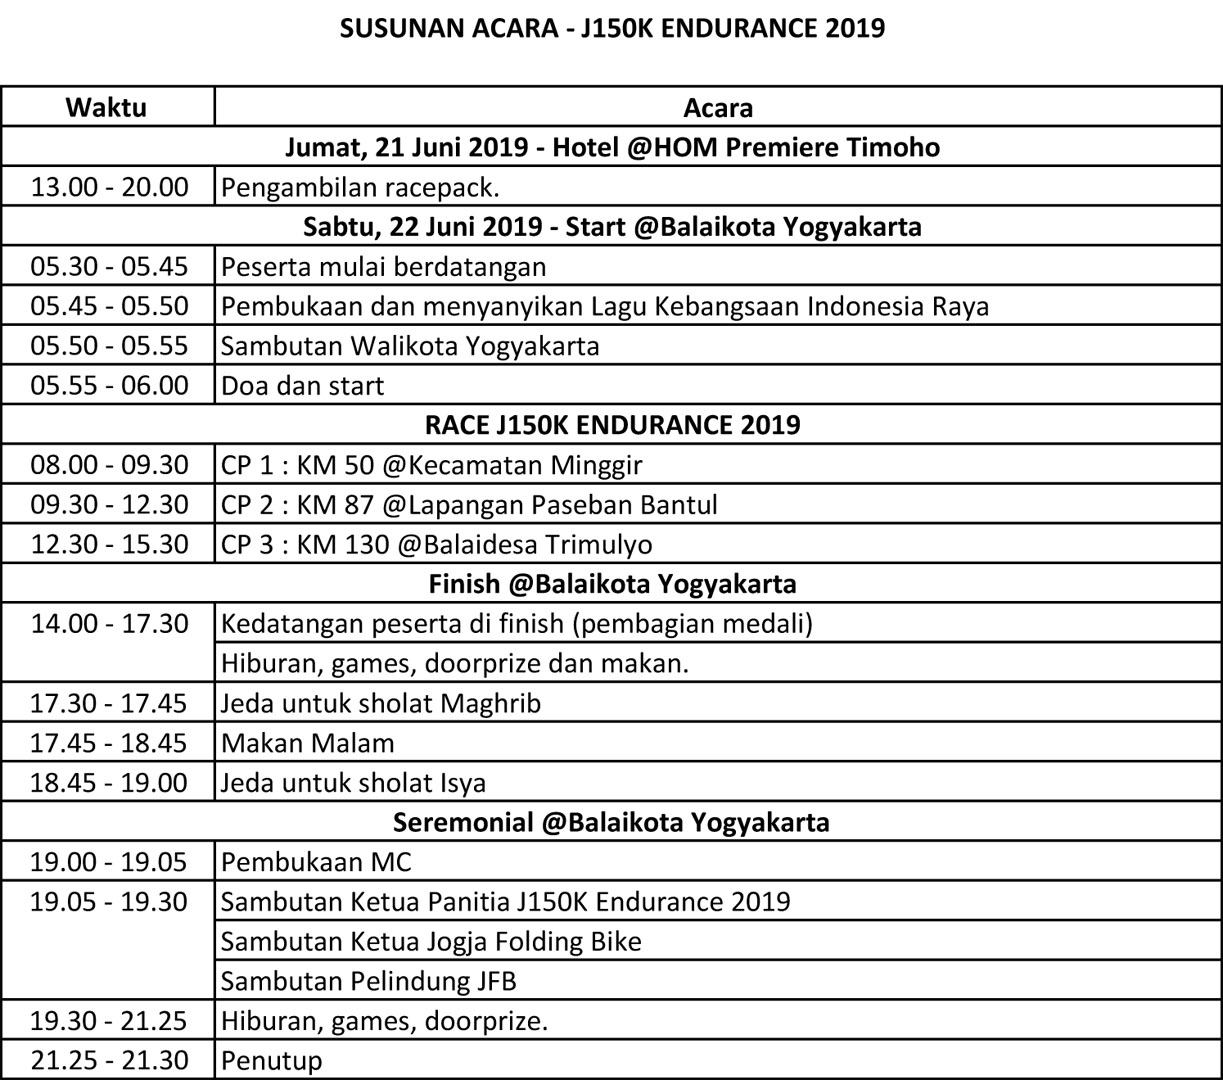 SUSUNAN ACARA - J150K ENDURANCE 2019
Waktu Acara
Jumat, 21 Juni 2019 - Hotel @HOM Premiere Timoho
13.00 - 20.00 Pengambilan racepack.
Sabtu, 22 Juni 2019 - Start @Balaikota Yogyakarta
05.30 - 05.45 Peserta mulai berdatangan
05.45 - 05.50 Pembukaan dan menyanyikan Lagu Kebangsaan Indonesia Raya
05.50 - 05.55 Sambutan Walikota Yogyakarta
05.55 - 06.00 Doa dan start
RACE J150K ENDURANCE 2019
08.00 - 09.30 CP 1 : KM 50 @Kecamatan Minggir
09.30 - 12.30 CP 2 : KM 87 @Lapangan Paseban Bantul
12.30 - 15.30 CP 3 : KM 130 @Balaidesa Trimulyo
Finish @Balaikota Yogyakarta
14.00 - 17.30 Kedatangan peserta di finish (pembagian medali)
Hiburan, games, doorprize dan makan.
17.30 - 17.45 Jeda untuk sholat Maghrib
17.45 - 18.45 Makan Malam
18.45 - 19.00 Jeda untuk sholat Isya
Seremonial @Balaikota Yogyakarta
19.00 - 19.05 Pembukaan MC
19.05 - 19.30 Sambutan Ketua Panitia J150K Endurance 2019
Sambutan Ketua Jogja Folding Bike
Sambutan Pelindung JFB
19.30 - 21.25 Hiburan, games, doorprize.
21.25 - 21.30 Penutup